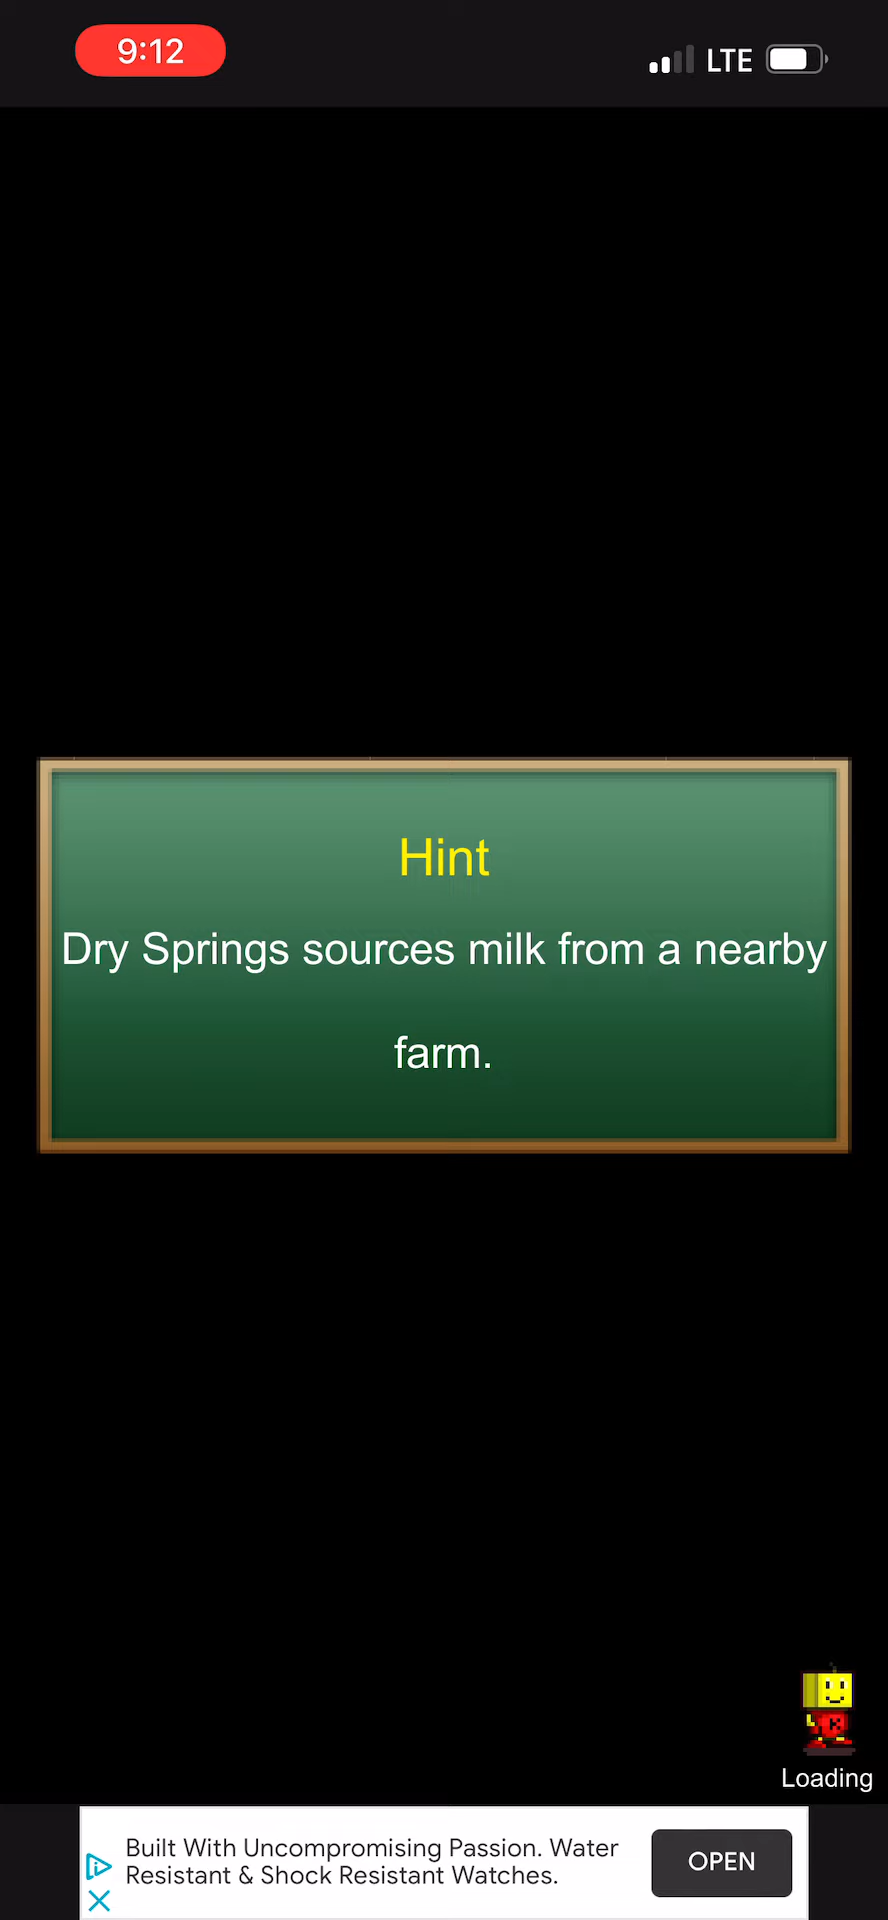 9:12
LTE
Hint
Dry Springs sources milk from a nearby
farm.
Loading
Built With Uncompromising Passion. Water
Resistant & Shock Resistant Watches.
OPEN